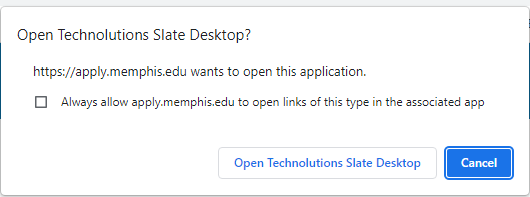 Open Technolutions Slate Desktop?
https://apply.memphis.edu wants to open this application.
Always allow apply.memphis.edu to open links of this type in the associated app
Open Technolutions Slate Desktop
Cancel